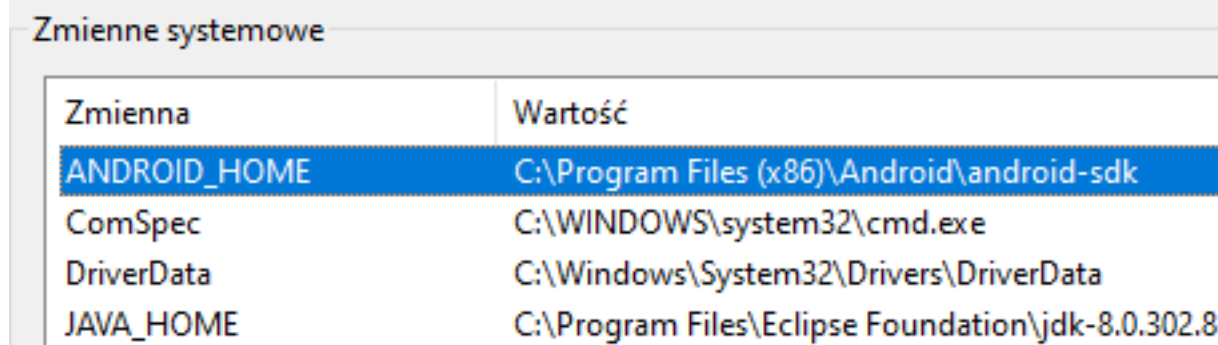 Zmienne systemowe
Zmienna Wartość
ANDROID_HOME C:\Program Files (x86)\Android\android-sdk
ComSpec C:\WINDOWS\system32\cmd.exe
DriverData C:\Windows\System32\Drivers\DriverData
JAVA_HOME C:\Program Files\Eclipse Foundation\jdk-8.0.302.8